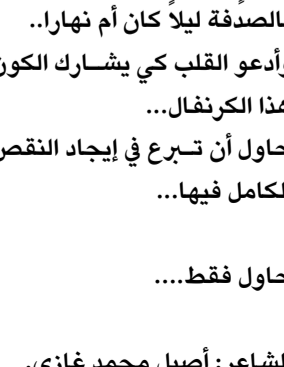 بالصدفة ليلاً كان أم نهارا..
وأدعو القلب كي يشــارك الكون
هذا الكرنفال...
حاول أن تــبرع في إيجاد النقص
الكامل فيها...
حاول فقط....
الشاعر : أصيل محمد غازي.